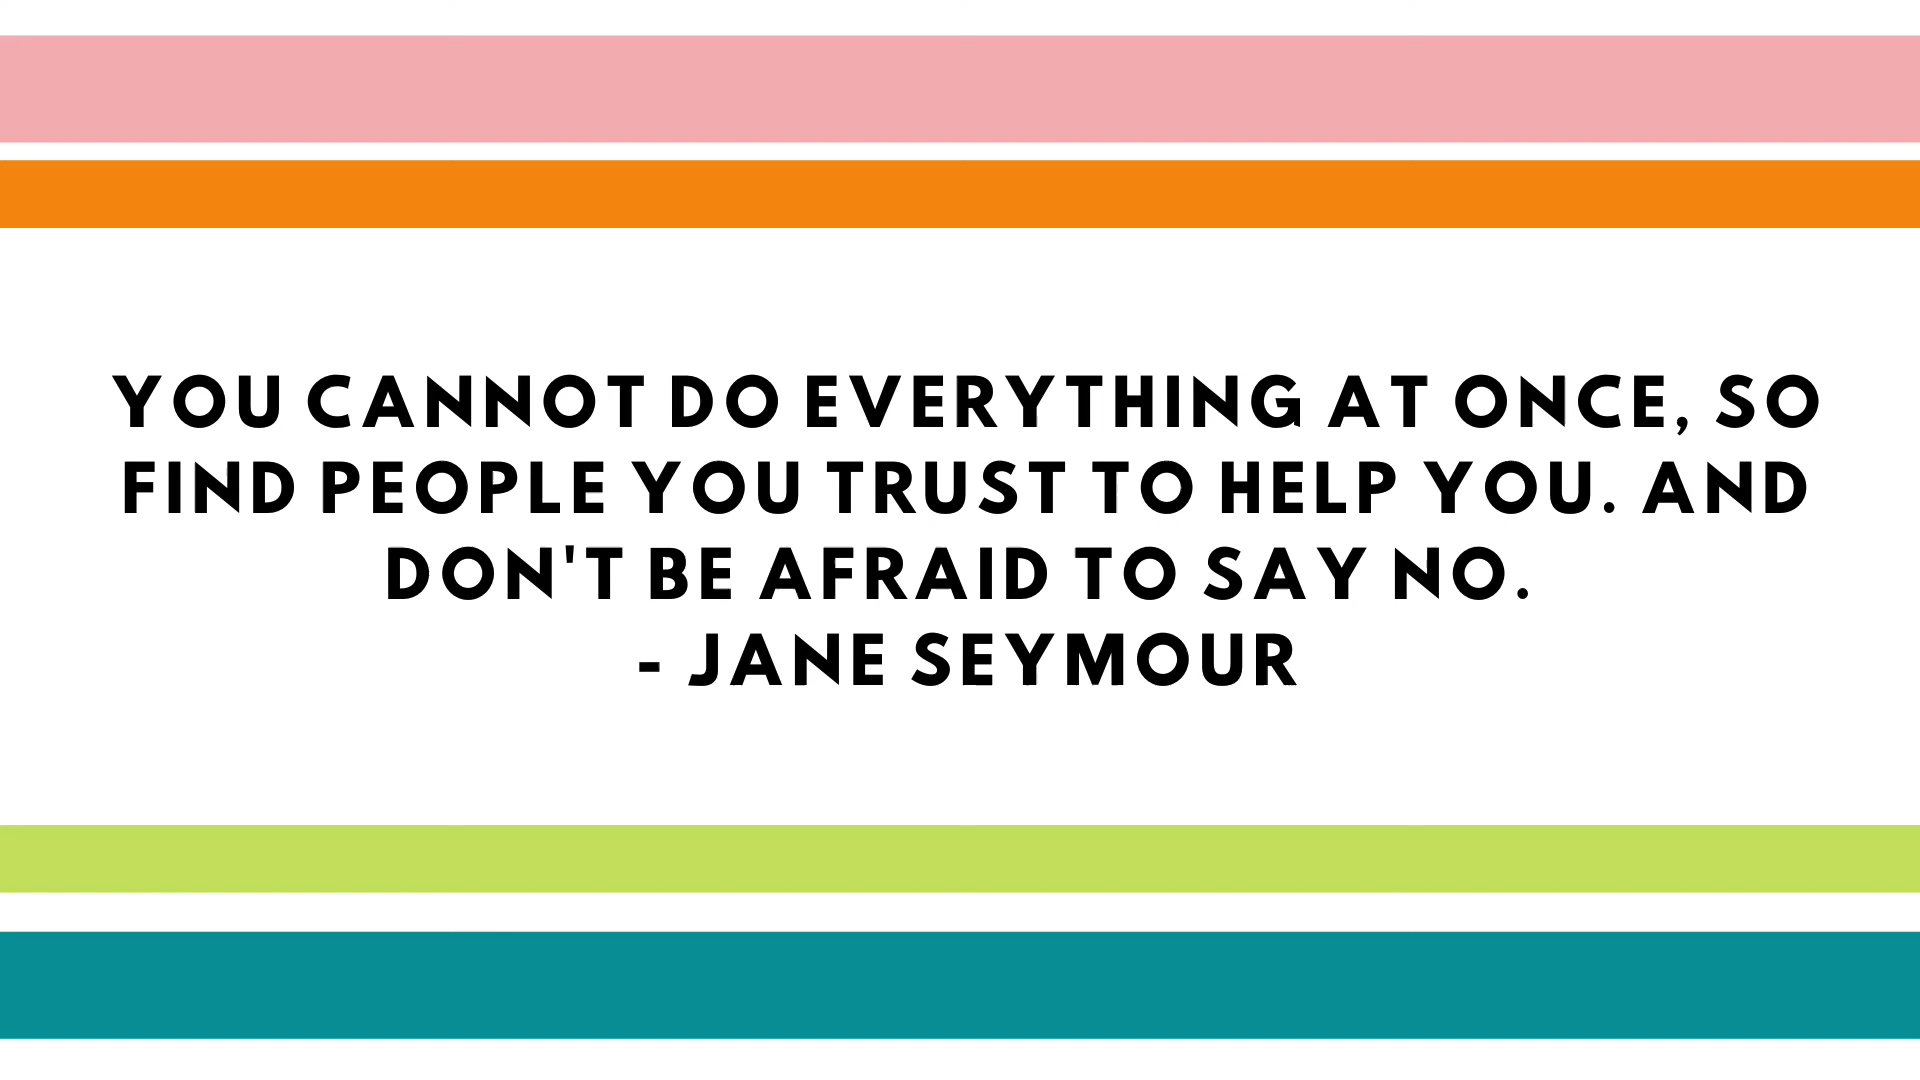 YOU CANNOT DO EVERYTHING AT ONCE, SO
FIND PEOPLE YOU TRUST TO HELP YOU. AND
DON'T BE AFRAID TO SAY NO.
- JANE SEYMOUR